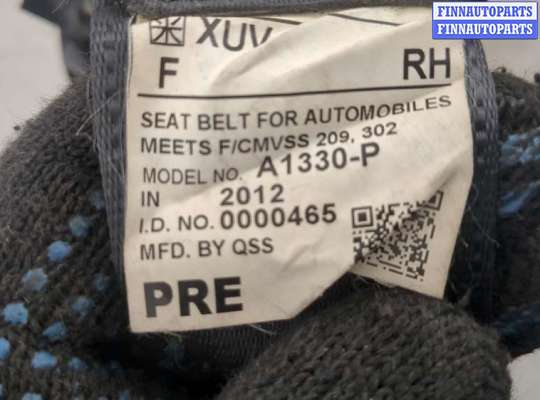 FINNAUTOPARTS
FINNAUTOPARTS
XUV
F RH
SEAT BELT FOR AUTOMOBILES
MEETS F/CMVSS 209, 302
MODEL NO. A1330-P
IN 2012
I.D. NO. 0000465
MFD. BY QSS
PRE